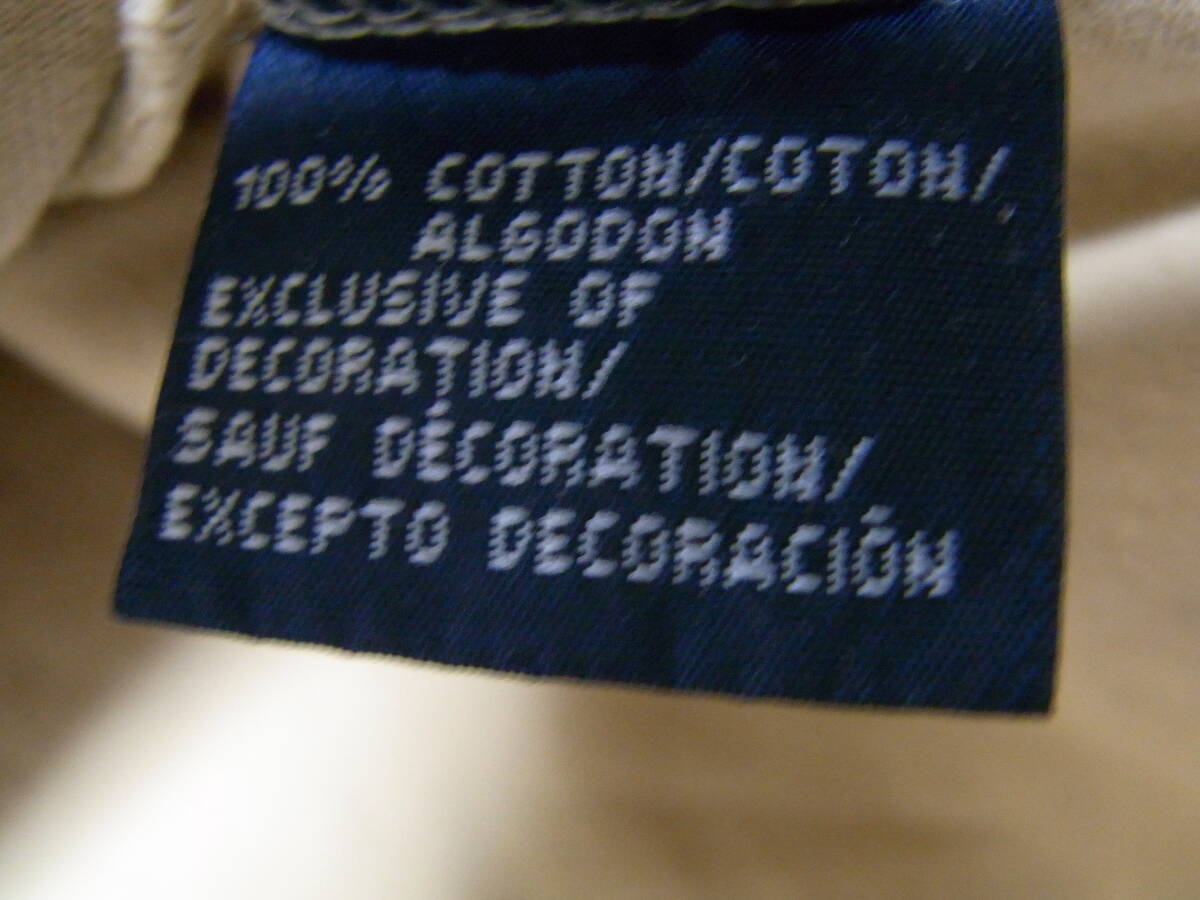 100% COTTON/COTON/
ALGODON
EXCLUSIVE OF
DECORATION/
SAUF DÉCORATION/
EXCEPTO DECORACIÓN